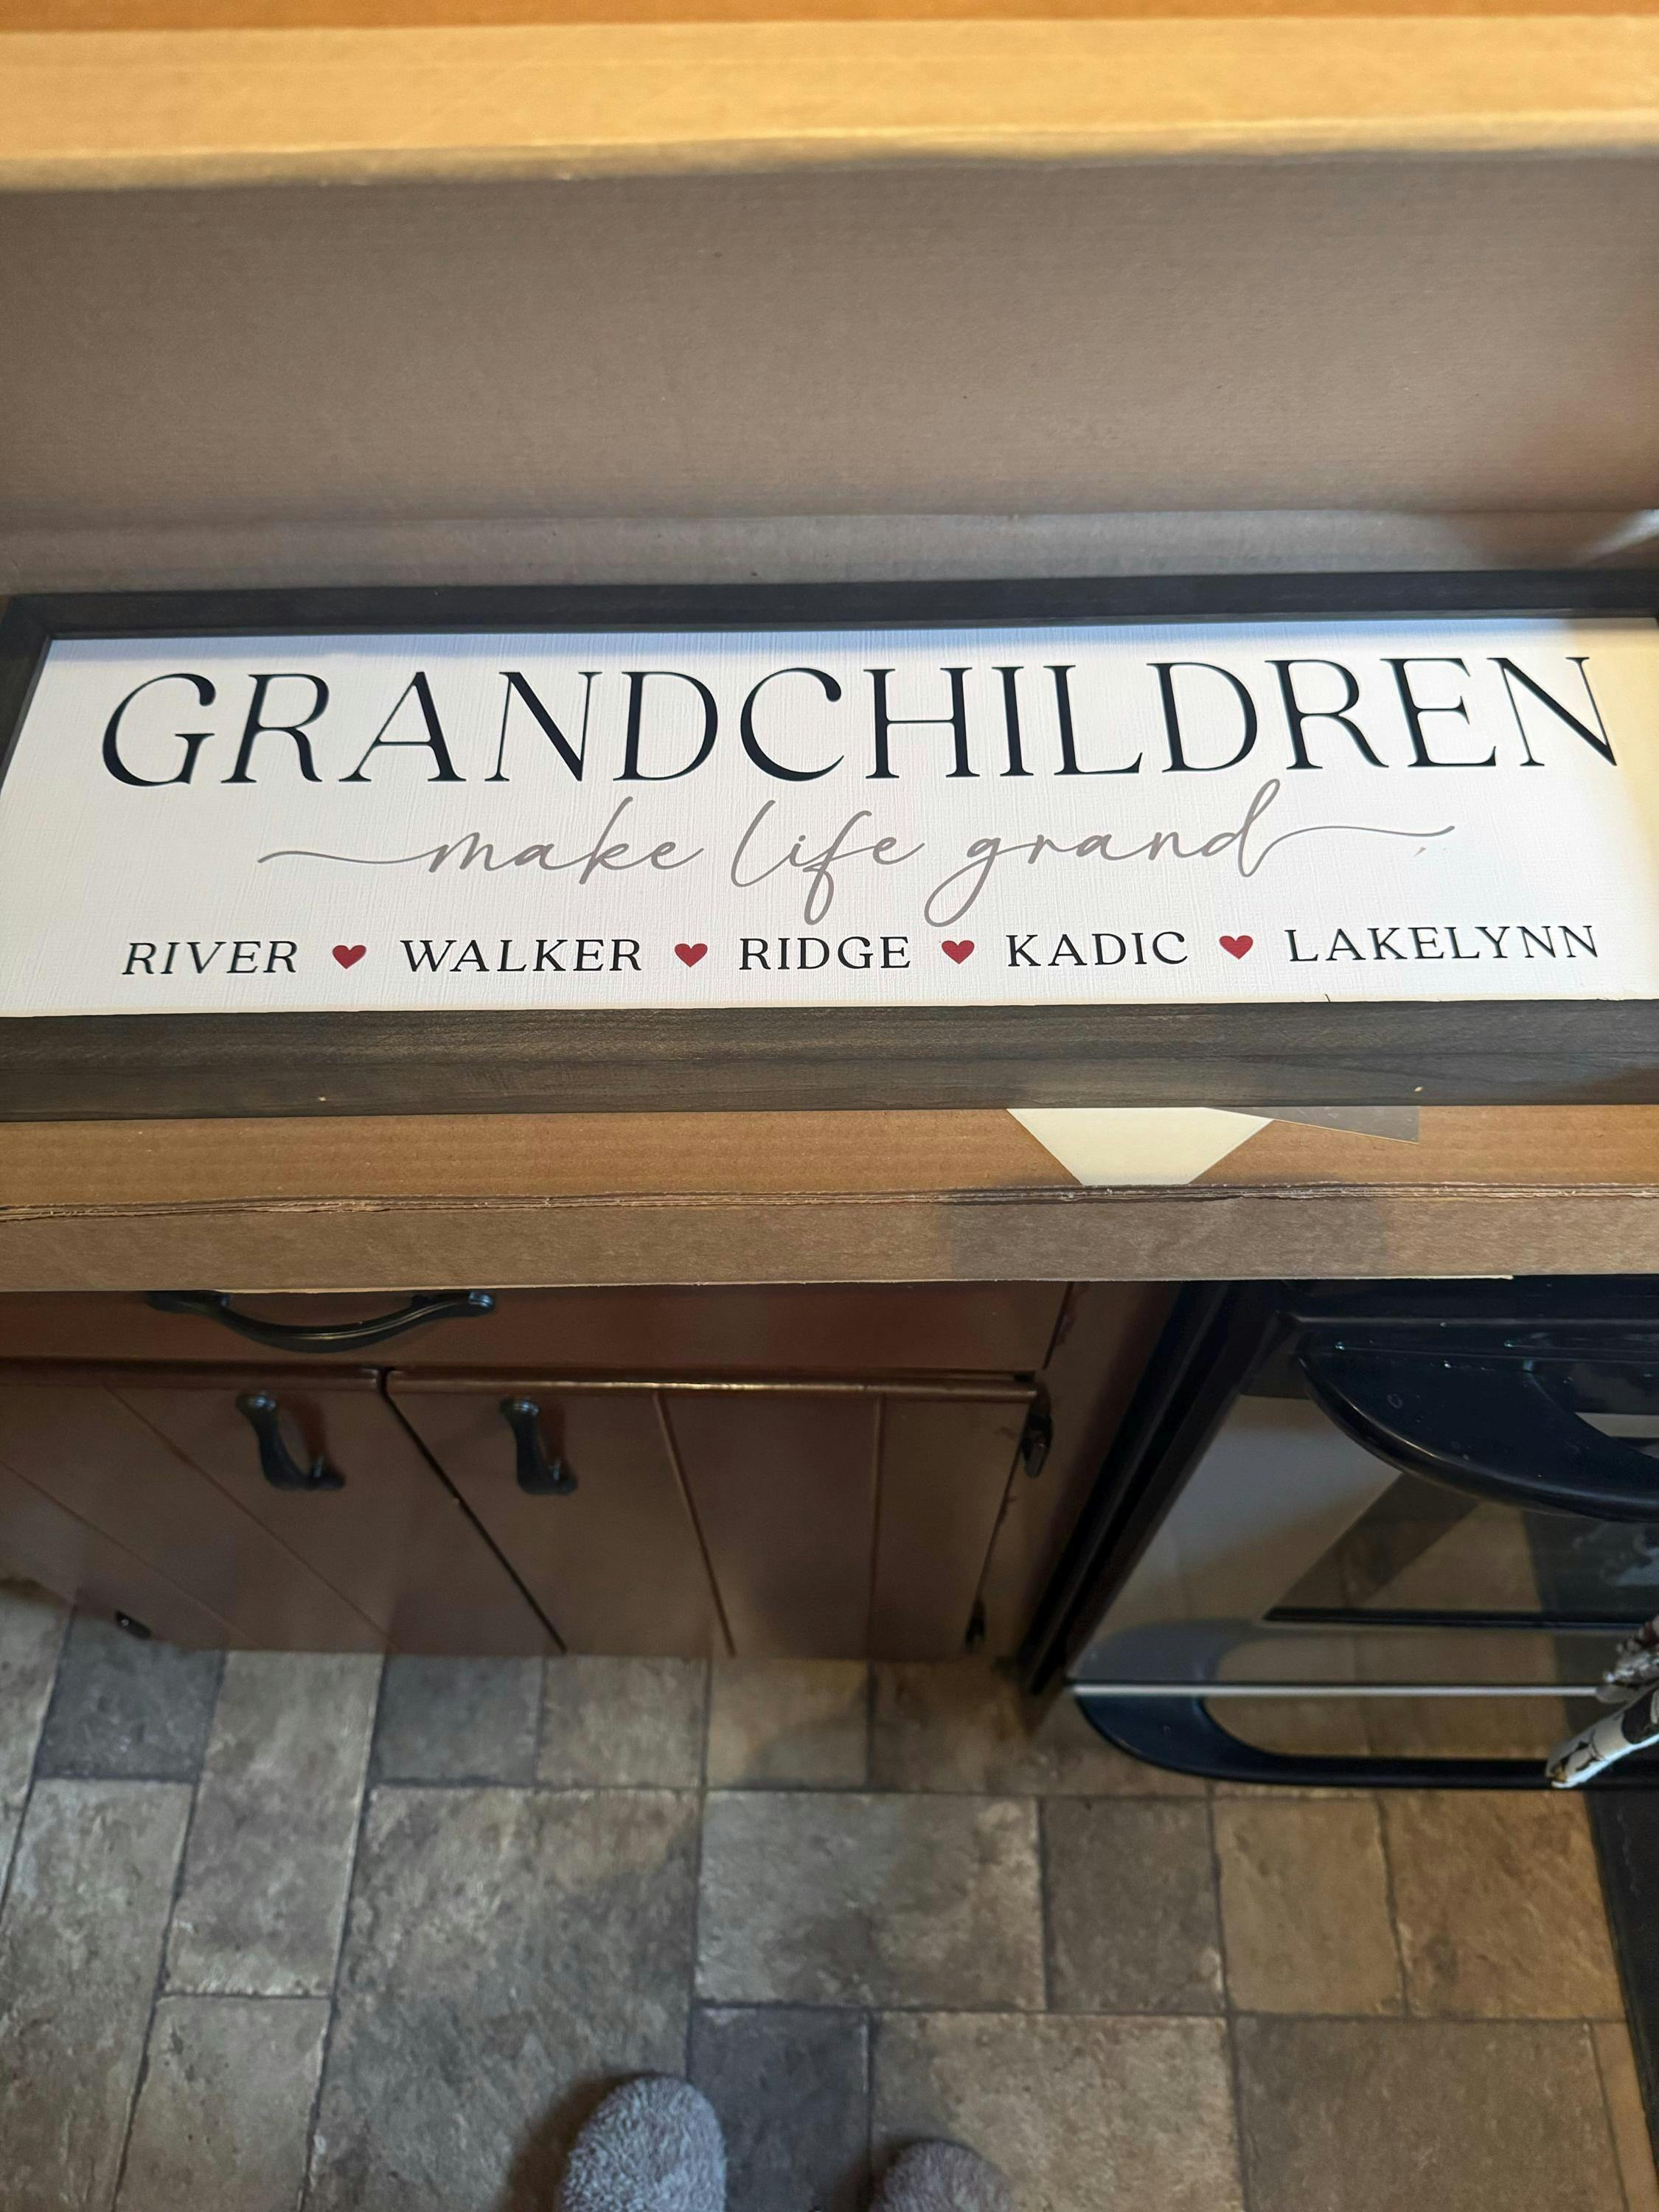 GRANDCHILDREN
make life grand
RIVER ♥ WALKER ♥ RIDGE ♥ KADIC ♥ LAKELYNN